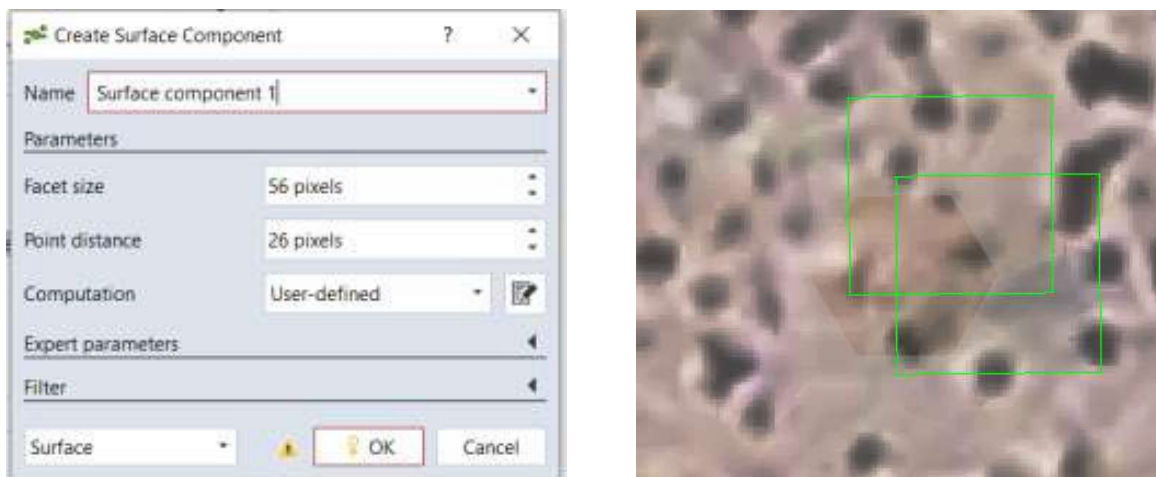 Create Surface Component ?
Name Surface component 1
Parameters
Facet size 56 pixels
Point distance 26 pixels
Computation User-defined
Expert parameters
Filter
Surface OK Cancel